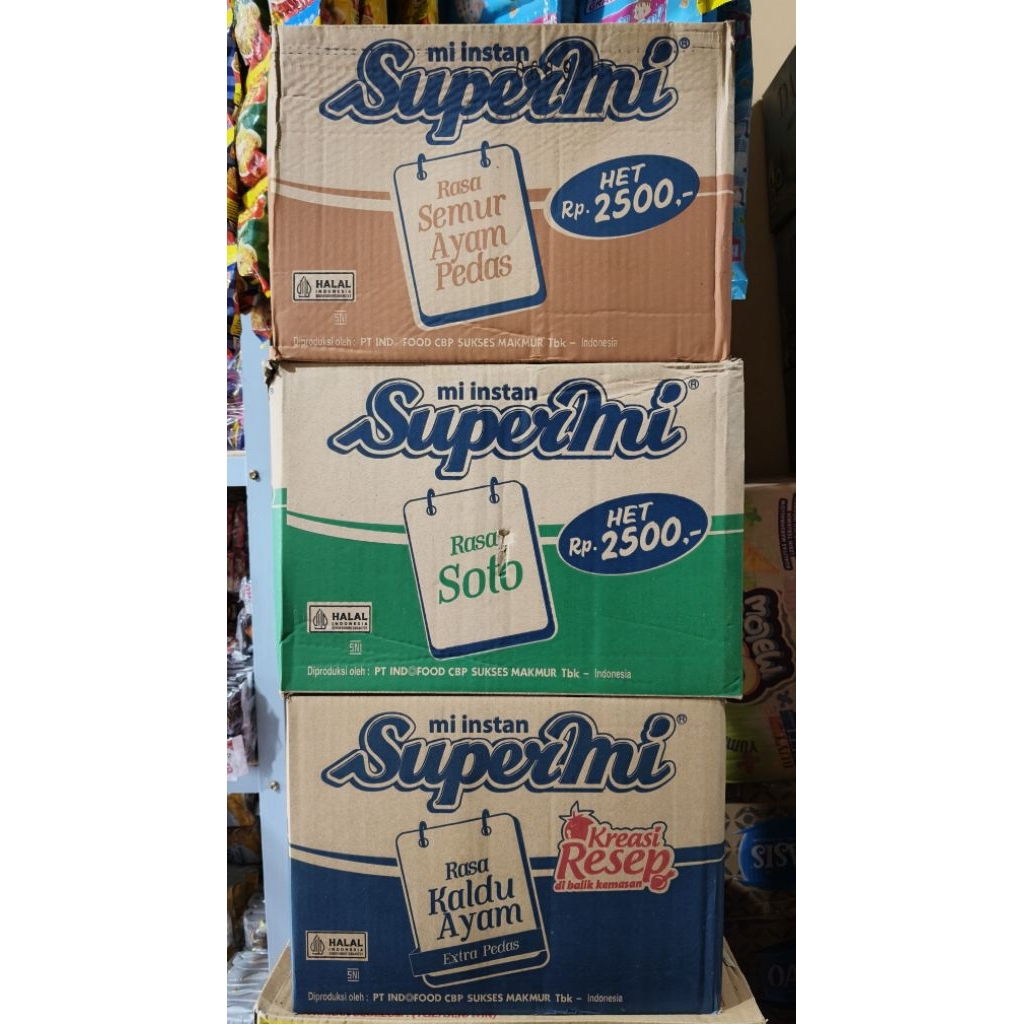 mi instan
SuperMi®
Rasa
Semur
Ayam
Pedas
HET
Rp. 2500,-
HALAL
INDONESIA
SNI
Diproduksi oleh : PT INDOFOOD CBP SUKSES MAKMUR Tbk – Indonesia
mi instan
SuperMi®
Rasa
Soto
HET
Rp. 2500,-
HALAL
INDONESIA
SNI
Diproduksi oleh : PT INDOFOOD CBP SUKSES MAKMUR Tbk – Indonesia
mi instan
SuperMi®
Rasa
Kaldu
Ayam
Extra Pedas
Kreasi
Resep
di balik kemasan
HALAL
INDONESIA
SNI
Diproduksi oleh : PT INDOFOOD CBP SUKSES MAKMUR Tbk – Indonesia